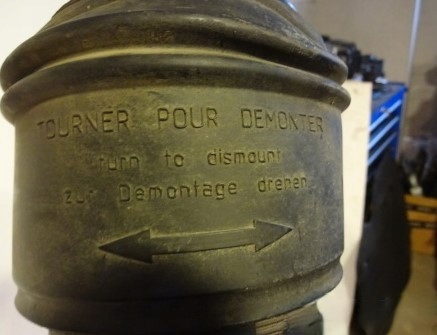 TOURNER POUR DEMONTER
turn to dismount
zur Demontage drehen